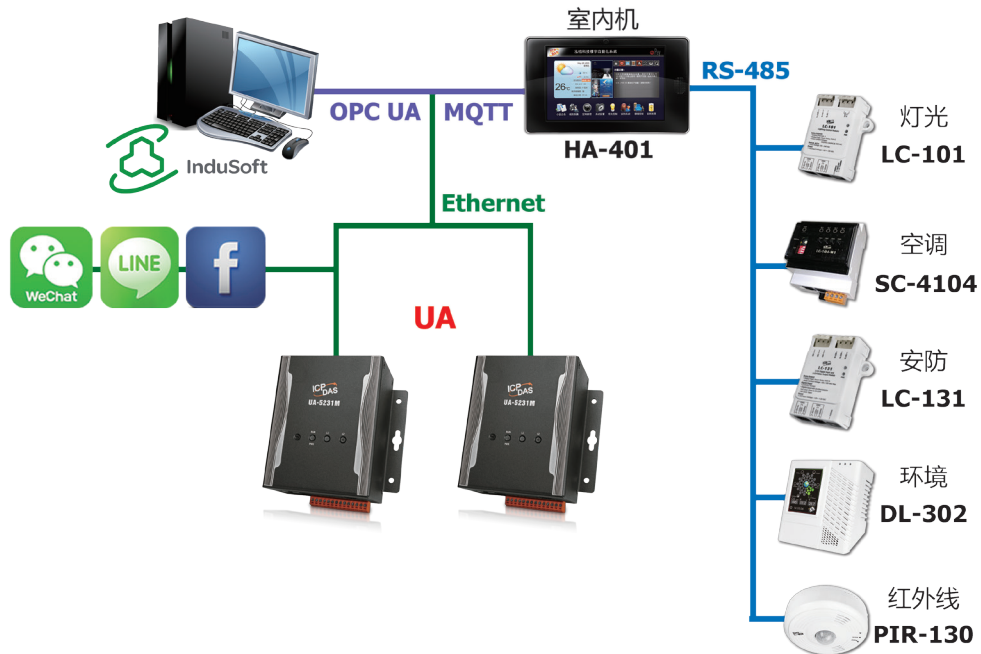 室内机
RS-485
OPC UA
MQTT
HA-401
InduSoft
26°C
灯光
LC-101
Ethernet
WeChat
LINE
f
空调
SC-4104
UA
安防
LC-131
ICP DAS
UA-5231M
ICP DAS
UA-5231M
环境
DL-302
红外线
PIR-130